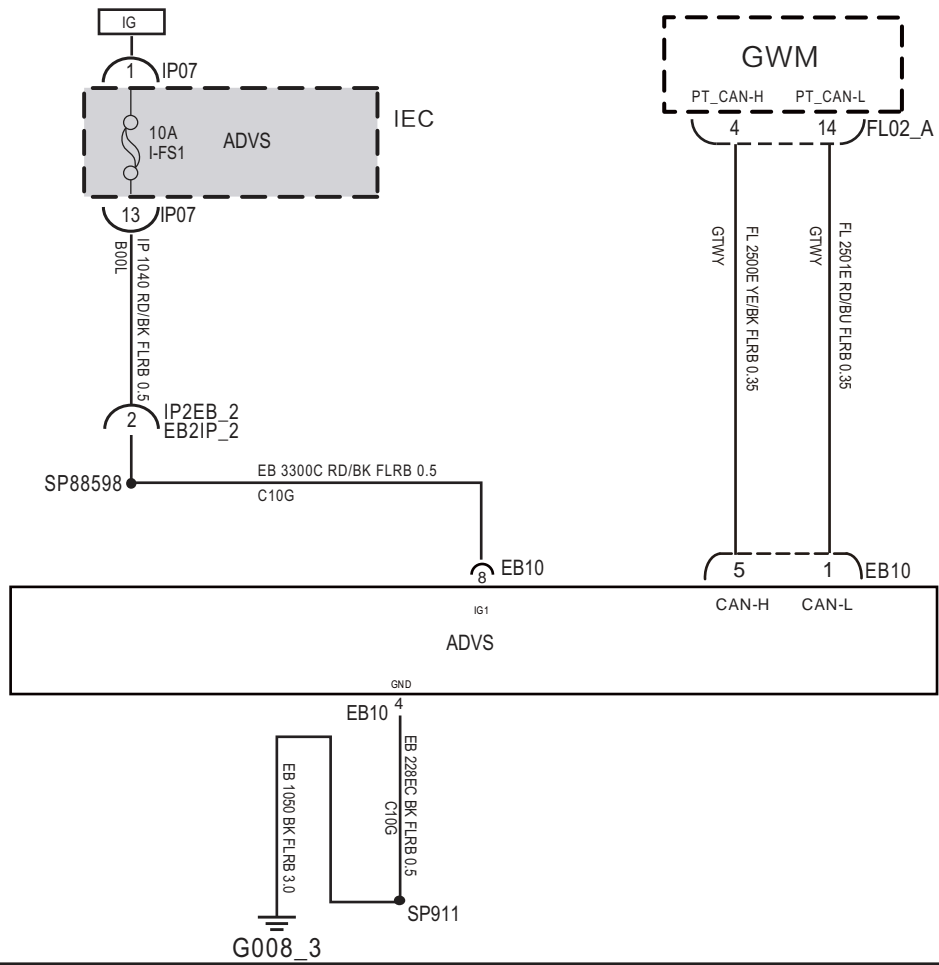 IG
1 IP07
10A
I-FS1
ADVS
IEC
13 IP07
IP 1040 RD/BK FLRB 0.5
B00L
2
IP2EB_2
EB2IP_2
SP88598
EB 3300C RD/BK FLRB 0.5
C10G
8 EB10
GWM
PT_CAN-H PT_CAN-L
4 14 FL02_A
FL 2500E YE/BK FLRB 0.35
GTWY
FL 2501E RD/BU FLRB 0.35
GTWY
5 1 EB10
CAN-H CAN-L
IG1
ADVS
GND
4
EB10
EB 228EC BK FLRB 0.5
C10G
EB 1050 BK FLRB 3.0
SP911
G008_3